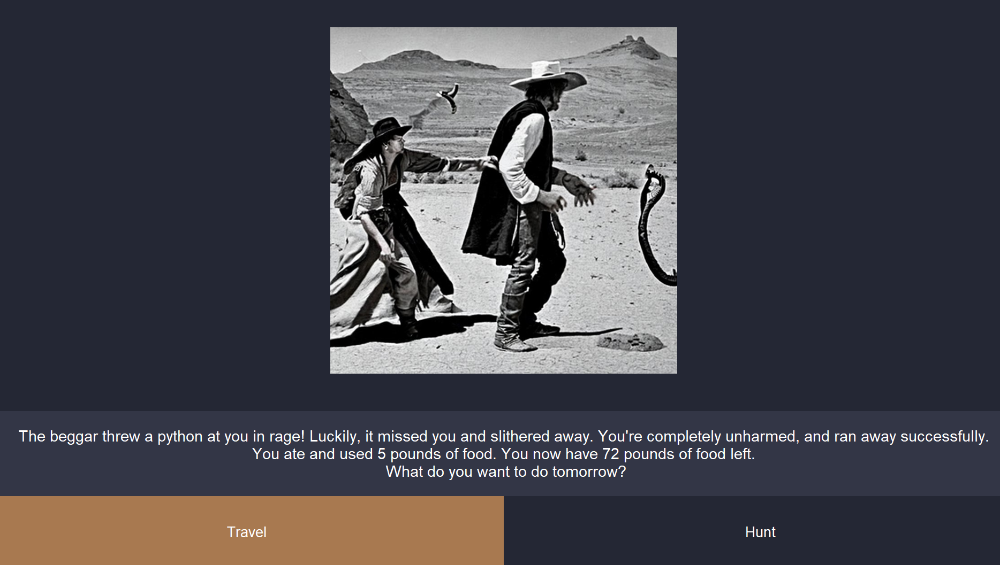 The beggar threw a python at you in rage! Luckily, it missed you and slithered away. You're completely unharmed, and ran away successfully.
You ate and used 5 pounds of food. You now have 72 pounds of food left.
What do you want to do tomorrow?
Travel
Hunt